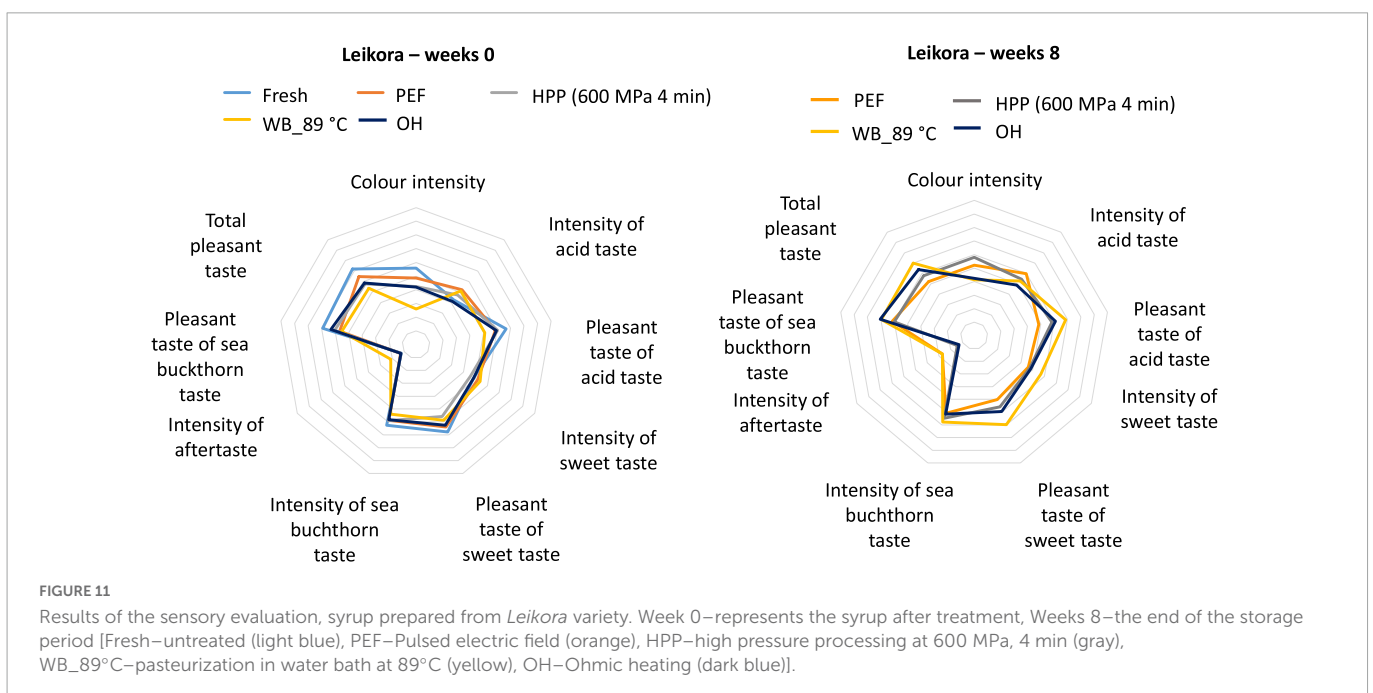 Leikora – weeks 0
Fresh
PEF
HPP (600 MPa 4 min)
WB_89 °C
OH
Colour intensity
Intensity of
acid taste
Pleasant
taste of
acid taste
Intensity of
sweet taste
Pleasant
taste of
sweet taste
Intensity of sea
buchthorn
taste
Intensity of
aftertaste
Pleasant
taste of sea
buckthorn
taste
Total
pleasant
taste
Leikora – weeks 8
PEF
HPP (600 MPa 4 min)
WB_89 °C
OH
Colour intensity
Intensity of
acid taste
Pleasant
taste of
acid taste
Intensity of
sweet taste
Pleasant
taste of
sweet taste
Intensity of sea
buchthorn
taste
Intensity of
aftertaste
Pleasant
taste of sea
buckthorn
taste
Total
pleasant
taste
FIGURE 11
Results of the sensory evaluation, syrup prepared from Leikora variety. Week 0–represents the syrup after treatment, Weeks 8–the end of the storage
period [Fresh–untreated (light blue), PEF–Pulsed electric field (orange), HPP–high pressure processing at 600 MPa, 4 min (gray),
WB_89°C–pasteurization in water bath at 89°C (yellow), OH–Ohmic heating (dark blue)].